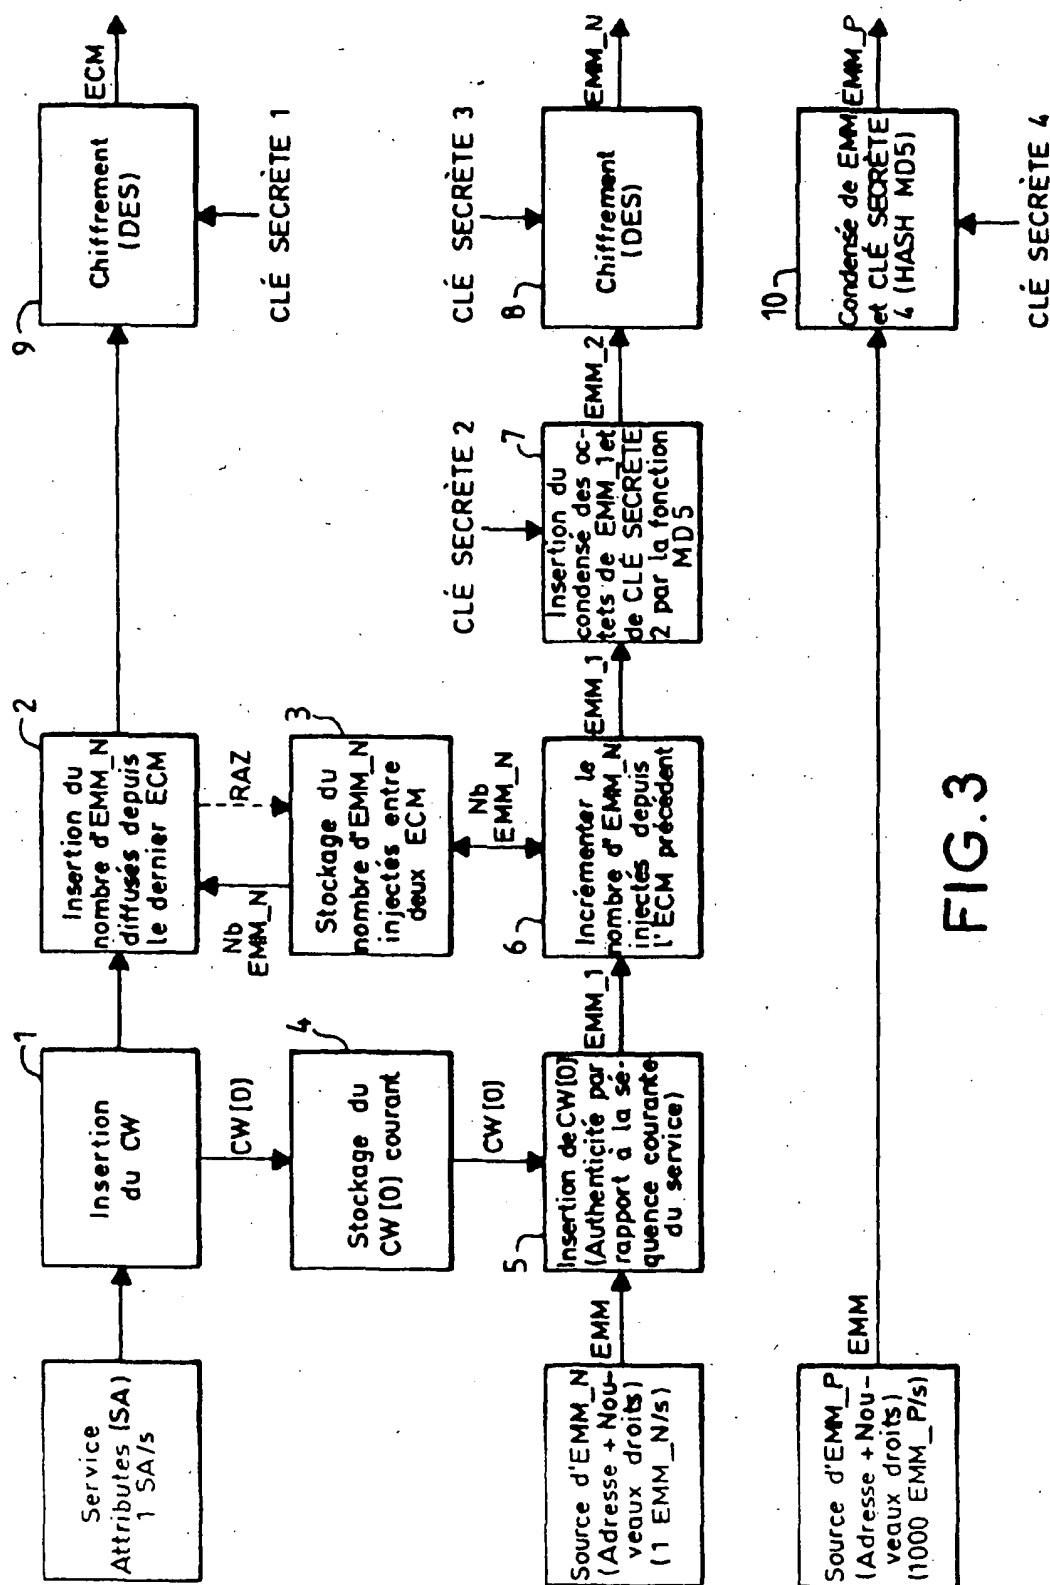 Service
Attributes (SA)
1 SA/s
1
Insertion
du CW
2
Insertion du
nombre d'EMM_N
diffusés depuis
le dernier ECM
9
Chiffrement
(DES)
ECM
CLÉ SECRÈTE 1
CW[0]
Nb
EMM_N
RAZ
4
Stockage du
CW[0] courant
3
Stockage du
nombre d'EMM_N
injectés entre
deux ECM
CW[0]
Nb
EMM_N
CLÉ SECRÈTE 2
CLÉ SECRÈTE 3
Source d'EMM_N
(Adresse + Nou-
veaux droits)
(1 EMM_N/s)
EMM
5
Insertion de CW[0]
(Authenticité par
rapport à la sé-
quence courante
du service)
EMM_1
6
Incrémenter le
nombre d'EMM_N
injectés depuis
l'ECM précédent
EMM_1
7
Insertion du
condensé des oc-
tets de EMM_1 et
de CLÉ SECRÈTE
2 par la fonction
MD5
EMM_2
8
Chiffrement
(DES)
EMM_N
Source d'EMM_P
(Adresse + Nou-
veaux droits)
(1000 EMM_P/s)
EMM
10
Condensé de EMM
et CLÉ SECRÈTE
4 (HASH MD5)
EMM_P
CLÉ SECRÈTE 4
FIG.3